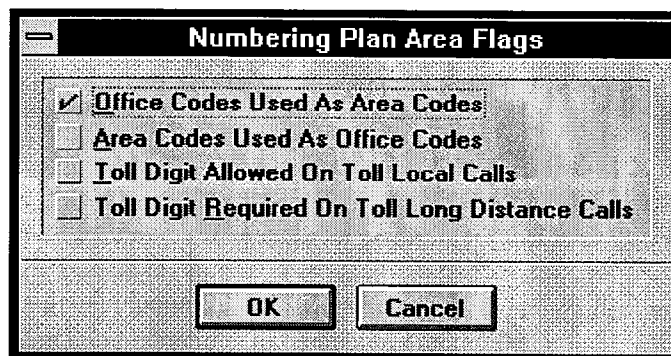 Numbering Plan Area Flags
Office Codes Used As Area Codes
Area Codes Used As Office Codes
Toll Digit Allowed On Toll Local Calls
Toll Digit Required On Toll Long Distance Calls
OK Cancel